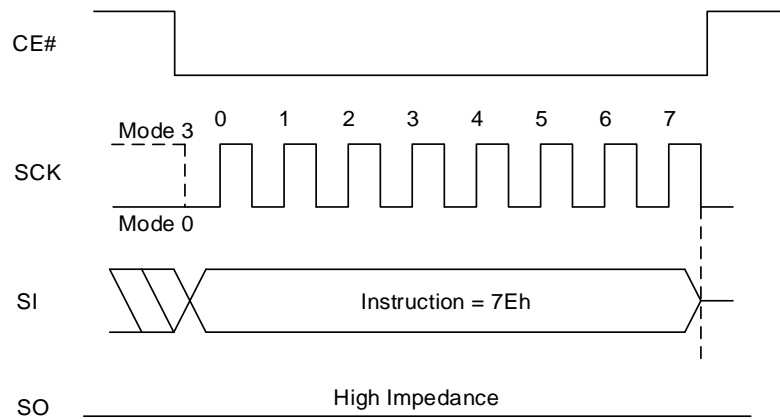 CE#
Mode 3
0 1 2 3 4 5 6 7
SCK
Mode 0
SI
Instruction = 7Eh
High Impedance
SO